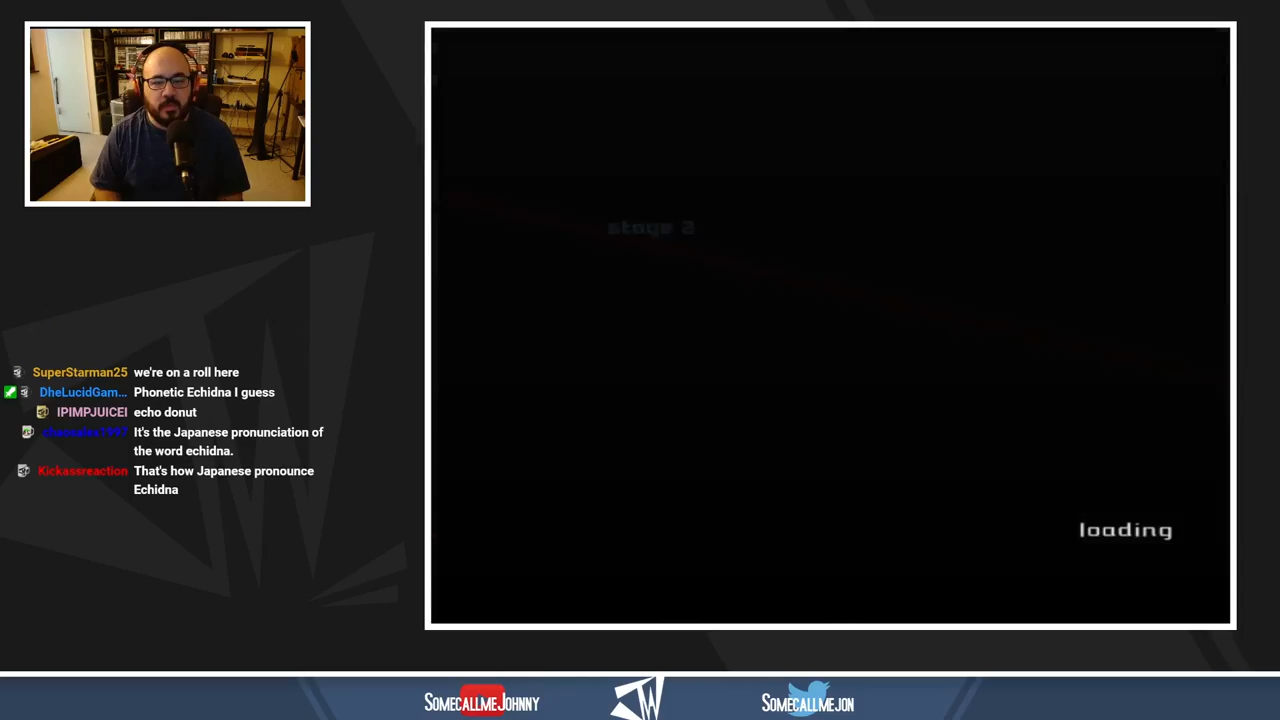 stage 2
loading
SuperStarman25 we're on a roll here
DheLucidGam... Phonetic Echidna I guess
IPIMPJUICEI echo donut
It's the Japanese pronunciation of
the word echidna.
Kickassreaction That's how Japanese pronounce
Echidna
SOMECALLMEJOHNNY
SOMECALLMEJON